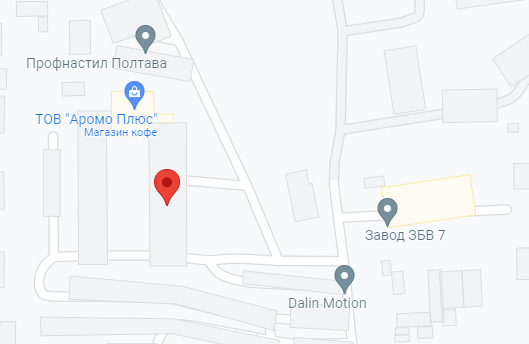 Профнастил Полтава
ТОВ "Аромо Плюс"
Магазин кофе
Завод ЗБВ 7
Dalin Motion